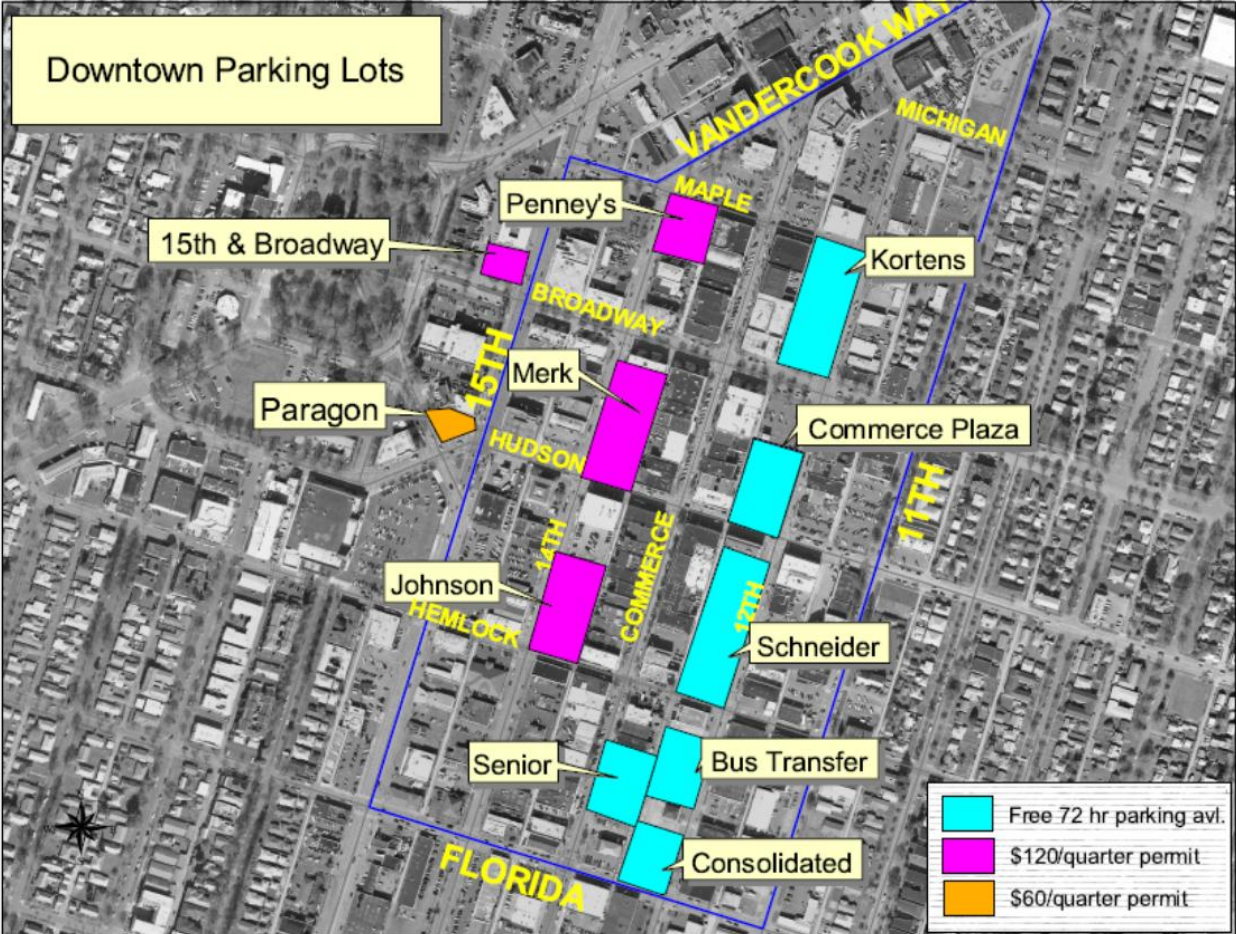 Downtown Parking Lots
VANDERCOOK WAY
MICHIGAN
MAPLE
Penney's
15th & Broadway
Kortens
BROADWAY
15TH
Merk
Paragon
Commerce Plaza
HUDSON
11TH
14TH
COMMERCE
Johnson
HEMLOCK
12TH
Schneider
Senior
Bus Transfer
Consolidated
FLORIDA
Free 72 hr parking avl.
$120/quarter permit
$60/quarter permit